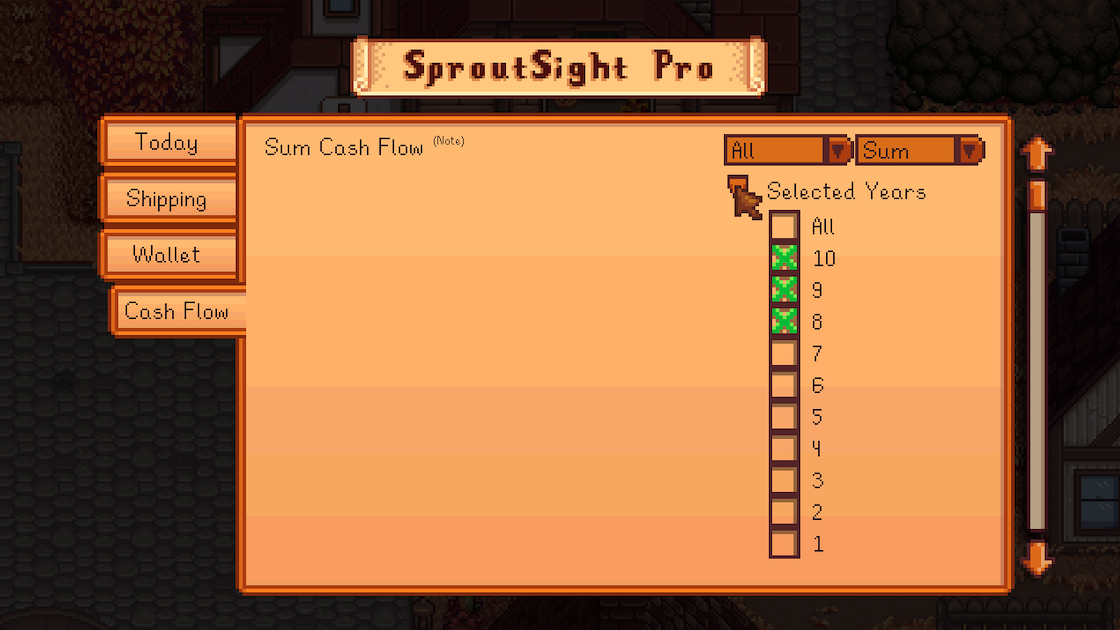 SproutSight Pro
Today
Shipping
Wallet
Cash Flow
Sum Cash Flow (Note)
All
Sum
Selected Years
All
10
9
8
7
6
5
4
3
2
1